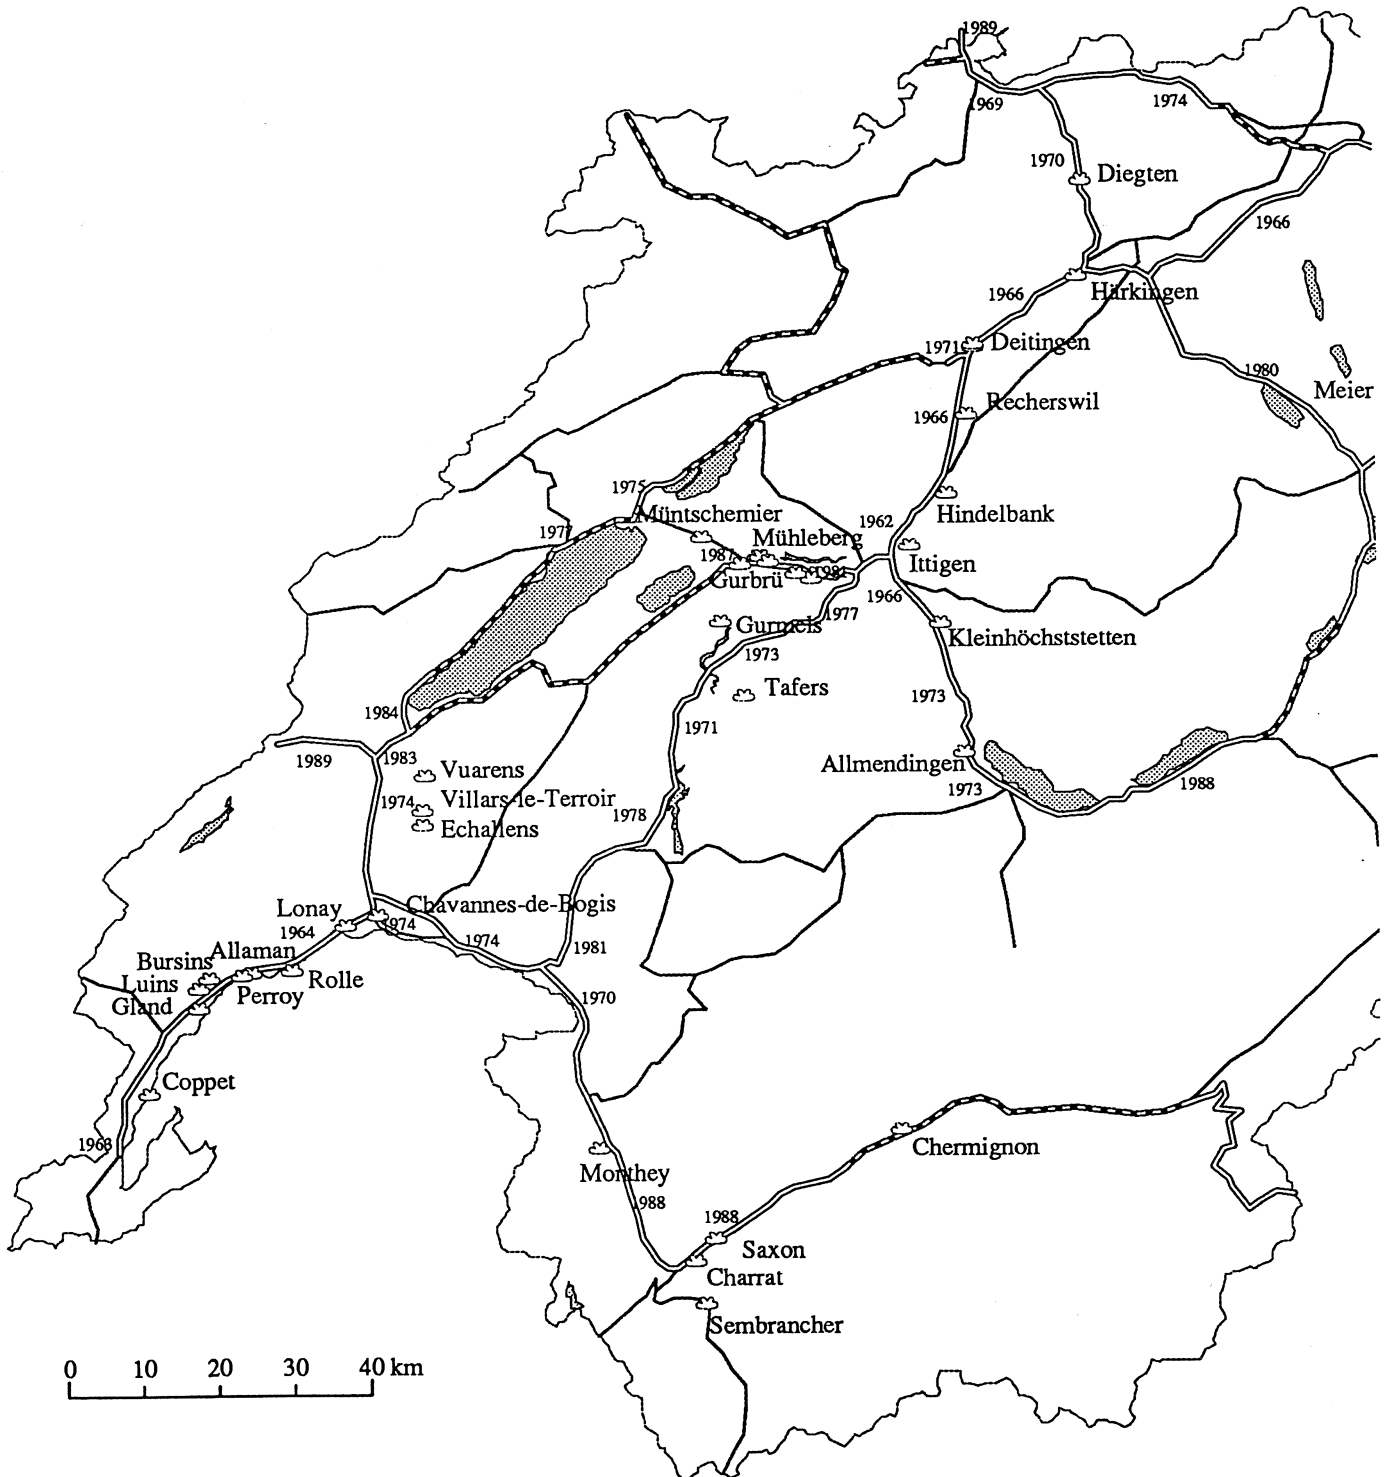 1989
1969
1974
1970
Diegten
1966
1966
Härkingen
1971
Deitingen
1980
Meier
1966
Recherswil
1975
Müntschemier
Hindelbank
1977
1962
Mühleberg
1987
Ittigen
Gurbrü
1981
1966
1977
Gurmels
Kleinhöchststetten
1973
Tafers
1973
1984
1971
1989
1983
Allmendingen
Vuarens
1973
1988
1974
Villars-le-Terroir
1978
Echallens
Chavannes-de-Bogis
Lonay
1974
1964
1974
1981
Allaman
Bursins
Rolle
Luins
Perroy
Gland
1970
Coppet
1963
Chermignon
Monthey
1988
1988
Saxon
Charrat
Sembrancher
0 10 20 30 40 km